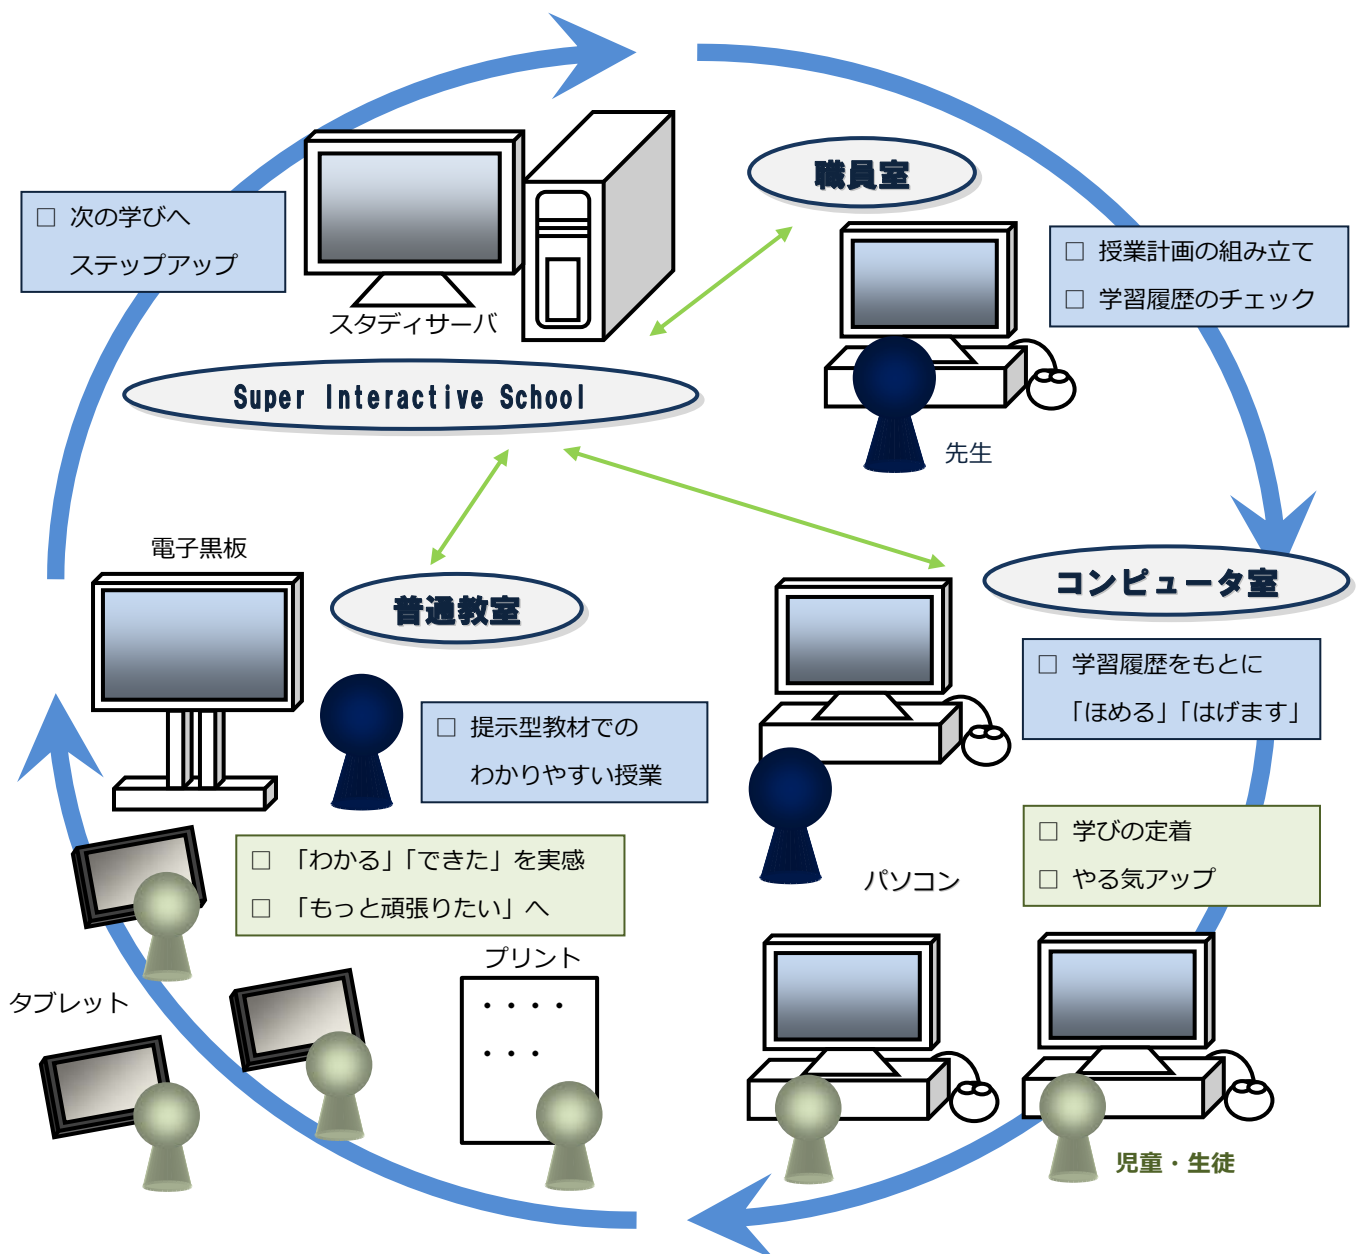 職員室
□ 次の学びへ
ステップアップ
□ 授業計画の組み立て
□ 学習履歴のチェック
スタディサーバ
Super Interactive School
先生
電子黒板
普通教室
コンピュータ室
□ 学習履歴をもとに
「ほめる」「はげます」
□ 提示型教材での
わかりやすい授業
□ 「わかる」「できた」を実感
□ 「もっと頑張りたい」へ
□ 学びの定着
□ やる気アップ
パソコン
プリント
タブレット
・・・・
・・・
児童・生徒